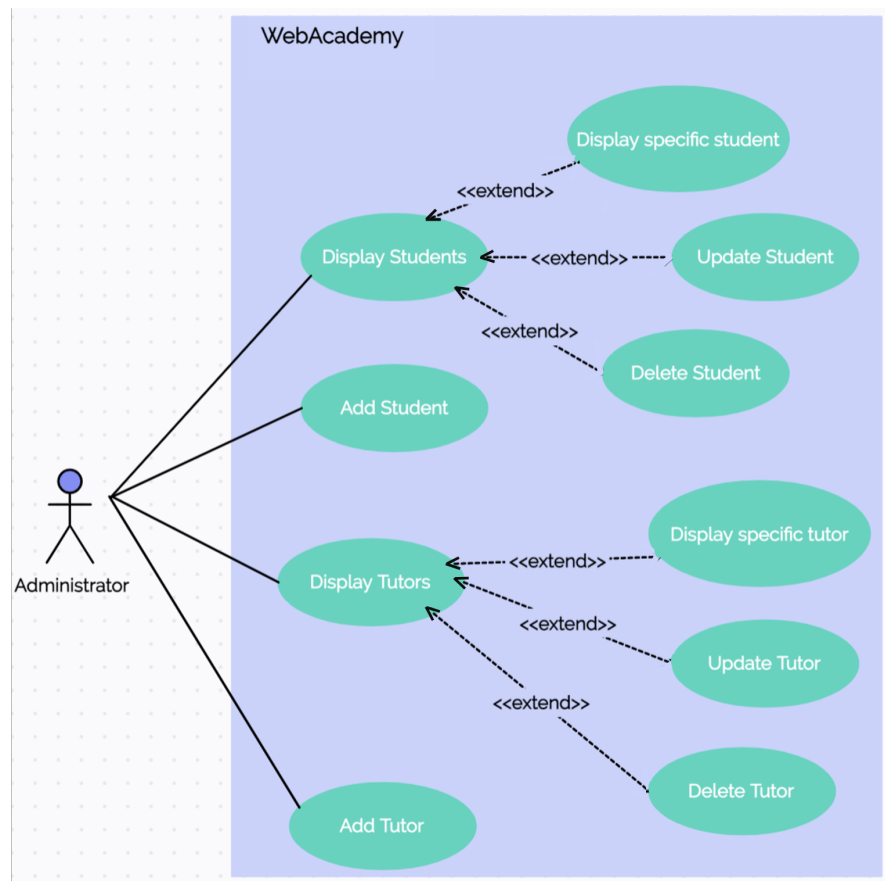 WebAcademy
Display specific student
<<extend>>
Display Students
<<extend>>
Update Student
<<extend>>
Delete Student
Add Student
Administrator
Display specific tutor
<<extend>>
Display Tutors
<<extend>>
Update Tutor
<<extend>>
Delete Tutor
Add Tutor